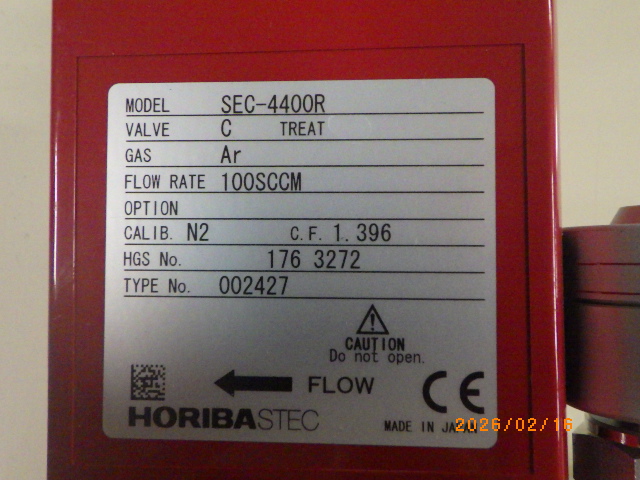 MODEL SEC-4400R
VALVE C TREAT
GAS Ar
FLOW RATE 100SCCM
OPTION
CALIB. N2 C.F. 1.396
HGS No. 176 3272
TYPE No. 002427
CAUTION
Do not open.
FLOW
CE
HORIBASTEC
MADE IN JAPAN
2026/02/16